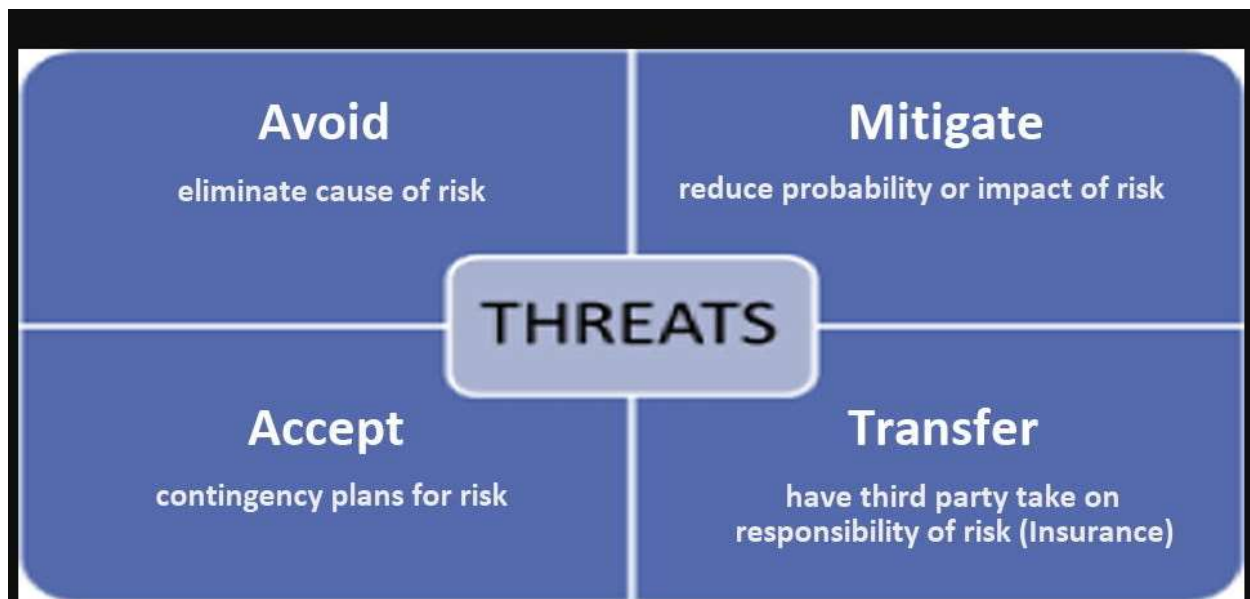 Avoid
eliminate cause of risk
Mitigate
reduce probability or impact of risk
THREATS
Accept
contingency plans for risk
Transfer
have third party take on
responsibility of risk (Insurance)